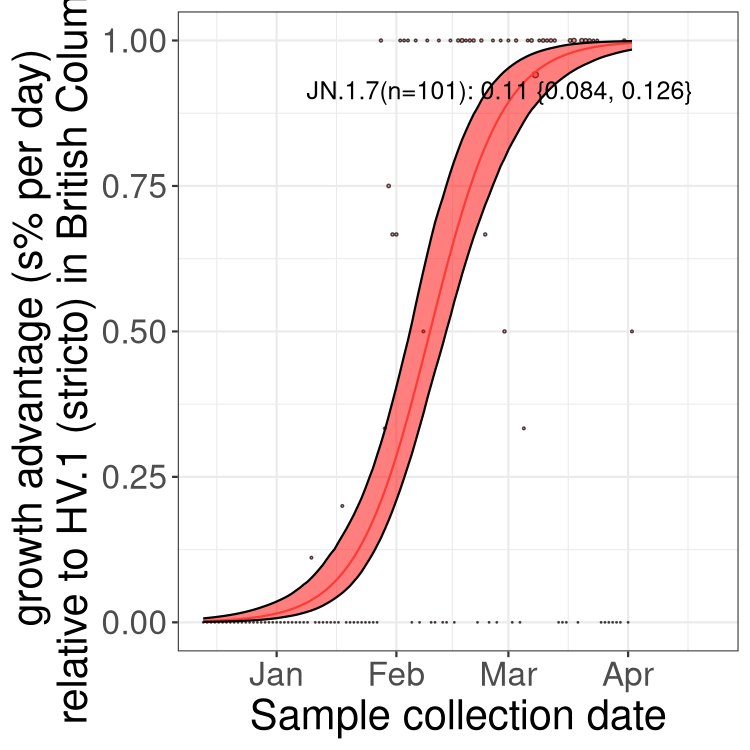 growth advantage (s% per day)
relative to HV.1 (stricto) in British Colum
1.00
0.75
0.50
0.25
0.00
JN.1.7(n=101): 0.11 {0.084, 0.126}
Jan Feb Mar Apr
Sample collection date